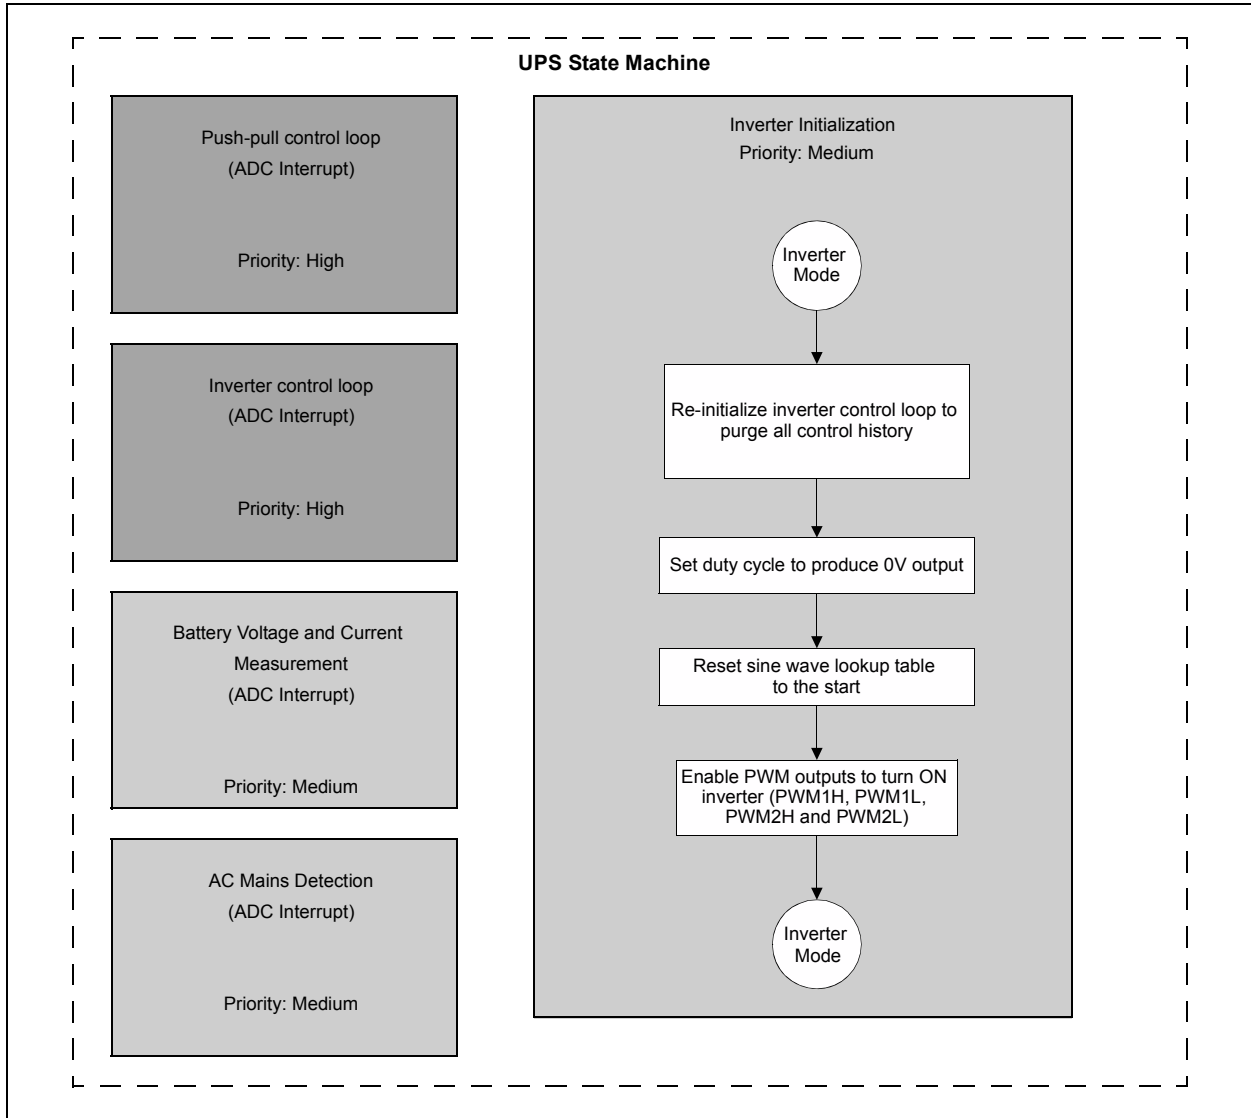 UPS State Machine
Push-pull control loop
(ADC Interrupt)
Priority: High
Inverter control loop
(ADC Interrupt)
Priority: High
Battery Voltage and Current
Measurement
(ADC Interrupt)
Priority: Medium
AC Mains Detection
(ADC Interrupt)
Priority: Medium
Inverter Initialization
Priority: Medium
Inverter
Mode
Re-initialize inverter control loop to
purge all control history
Set duty cycle to produce 0V output
Reset sine wave lookup table
to the start
Enable PWM outputs to turn ON
inverter (PWM1H, PWM1L,
PWM2H and PWM2L)
Inverter
Mode